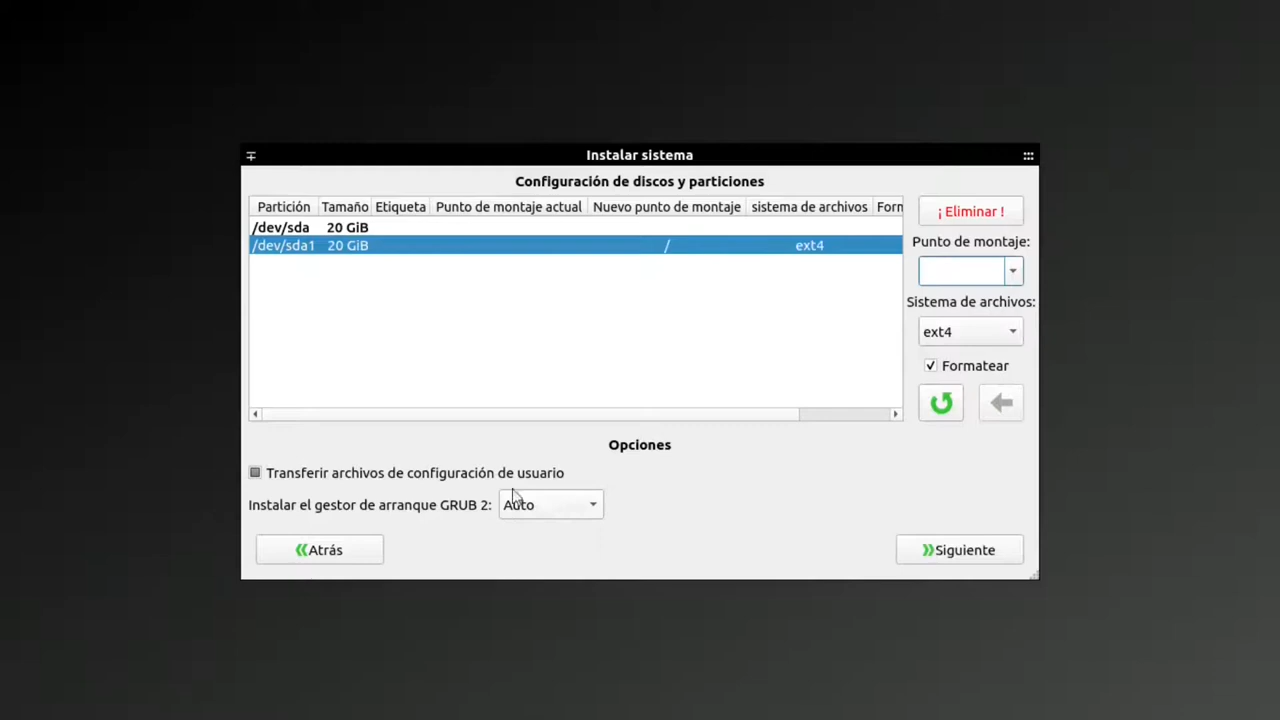 Instalar sistema
Configuración de discos y particiones
Partición Tamaño Etiqueta Punto de montaje actual Nuevo punto de montaje sistema de archivos Forn
/dev/sda 20 GiB
/dev/sda1 20 GiB / ext4
¡ Eliminar !
Punto de montaje:
Sistema de archivos:
ext4
Formatear
Opciones
Transferir archivos de configuración de usuario
Instalar el gestor de arranque GRUB 2: Auto
Atrás
Siguiente